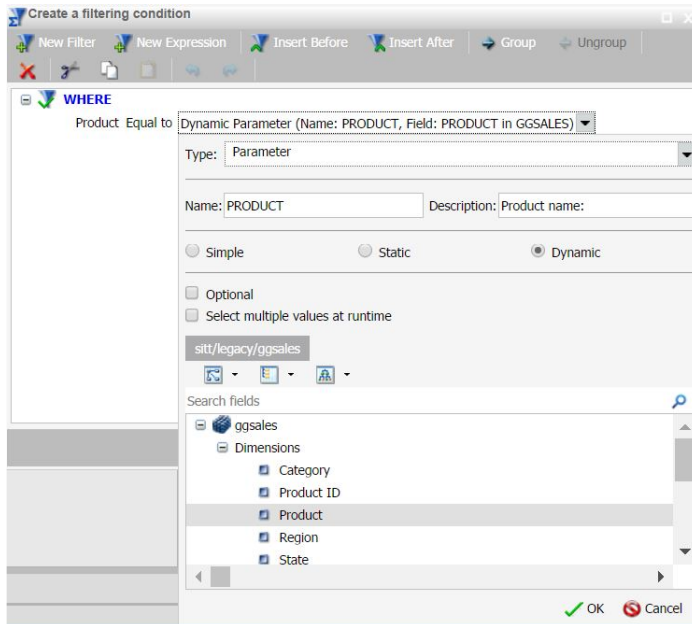 Create a filtering condition
New Filter New Expression Insert Before Insert After Group Ungroup
WHERE
Product Equal to Dynamic Parameter (Name: PRODUCT, Field: PRODUCT in GGSALES)
Type: Parameter
Name: PRODUCT Description: Product name:
Simple Static Dynamic
Optional
Select multiple values at runtime
sitt/legacy/ggsales
Search fields
ggsales
Dimensions
Category
Product ID
Product
Region
State
OK Cancel